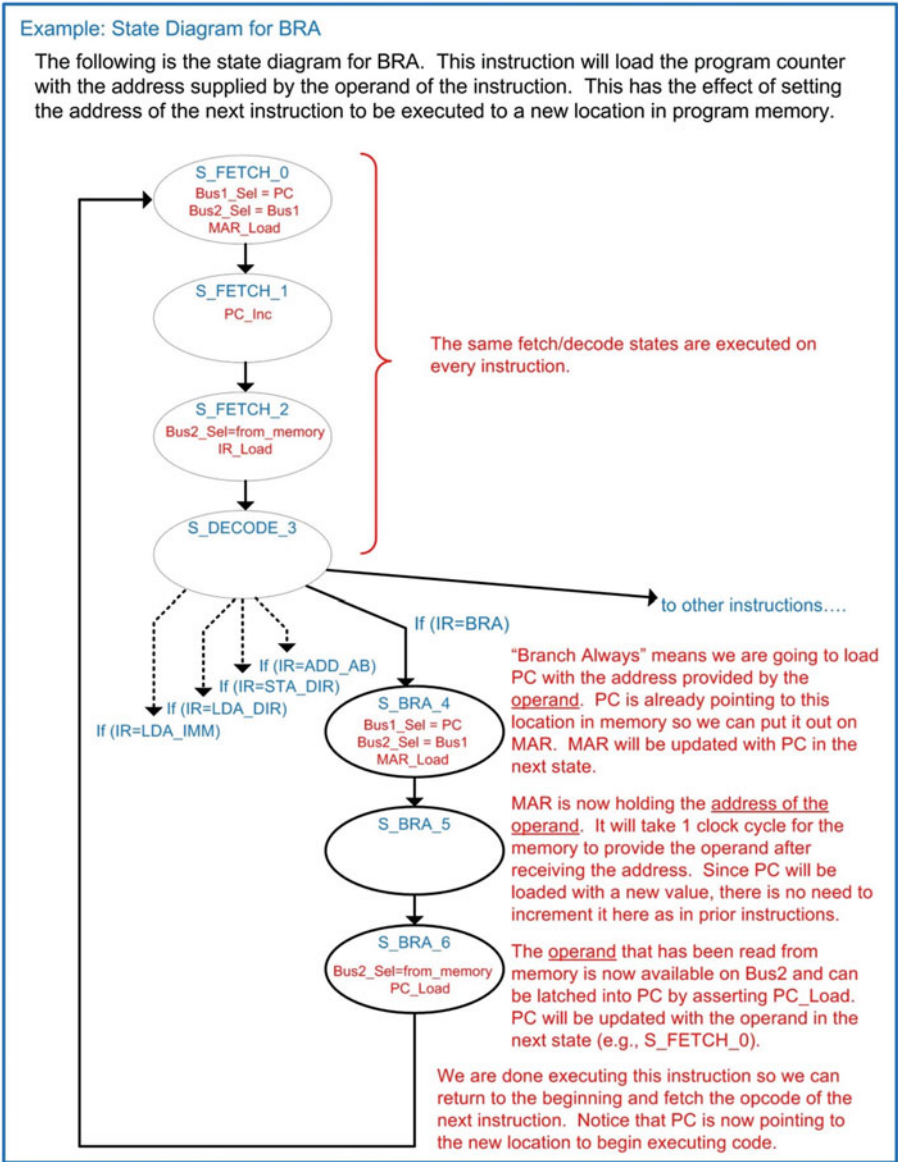 Example: State Diagram for BRA
The following is the state diagram for BRA.  This instruction will load the program counter
with the address supplied by the operand of the instruction.  This has the effect of setting
the address of the next instruction to be executed to a new location in program memory.
S_FETCH_0
Bus1_Sel = PC
Bus2_Sel = Bus1
MAR_Load
S_FETCH_1
PC_Inc
The same fetch/decode states are executed on
every instruction.
S_FETCH_2
Bus2_Sel=from_memory
IR_Load
S_DECODE_3
to other instructions....
If (IR=BRA)
If (IR=ADD_AB)
If (IR=STA_DIR)
If (IR=LDA_DIR)
If (IR=LDA_IMM)
S_BRA_4
Bus1_Sel = PC
Bus2_Sel = Bus1
MAR_Load
“Branch Always” means we are going to load
PC with the address provided by the
operand.  PC is already pointing to this
location in memory so we can put it out on
MAR.  MAR will be updated with PC in the
next state.
S_BRA_5
MAR is now holding the address of the
operand.  It will take 1 clock cycle for the
memory to provide the operand after
receiving the address.  Since PC will be
loaded with a new value, there is no need to
increment it here as in prior instructions.
S_BRA_6
Bus2_Sel=from_memory
PC_Load
The operand that has been read from
memory is now available on Bus2 and can
be latched into PC by asserting PC_Load.
PC will be updated with the operand in the
next state (e.g., S_FETCH_0).
We are done executing this instruction so we can
return to the beginning and fetch the opcode of the
next instruction.  Notice that PC is now pointing to
the new location to begin executing code.